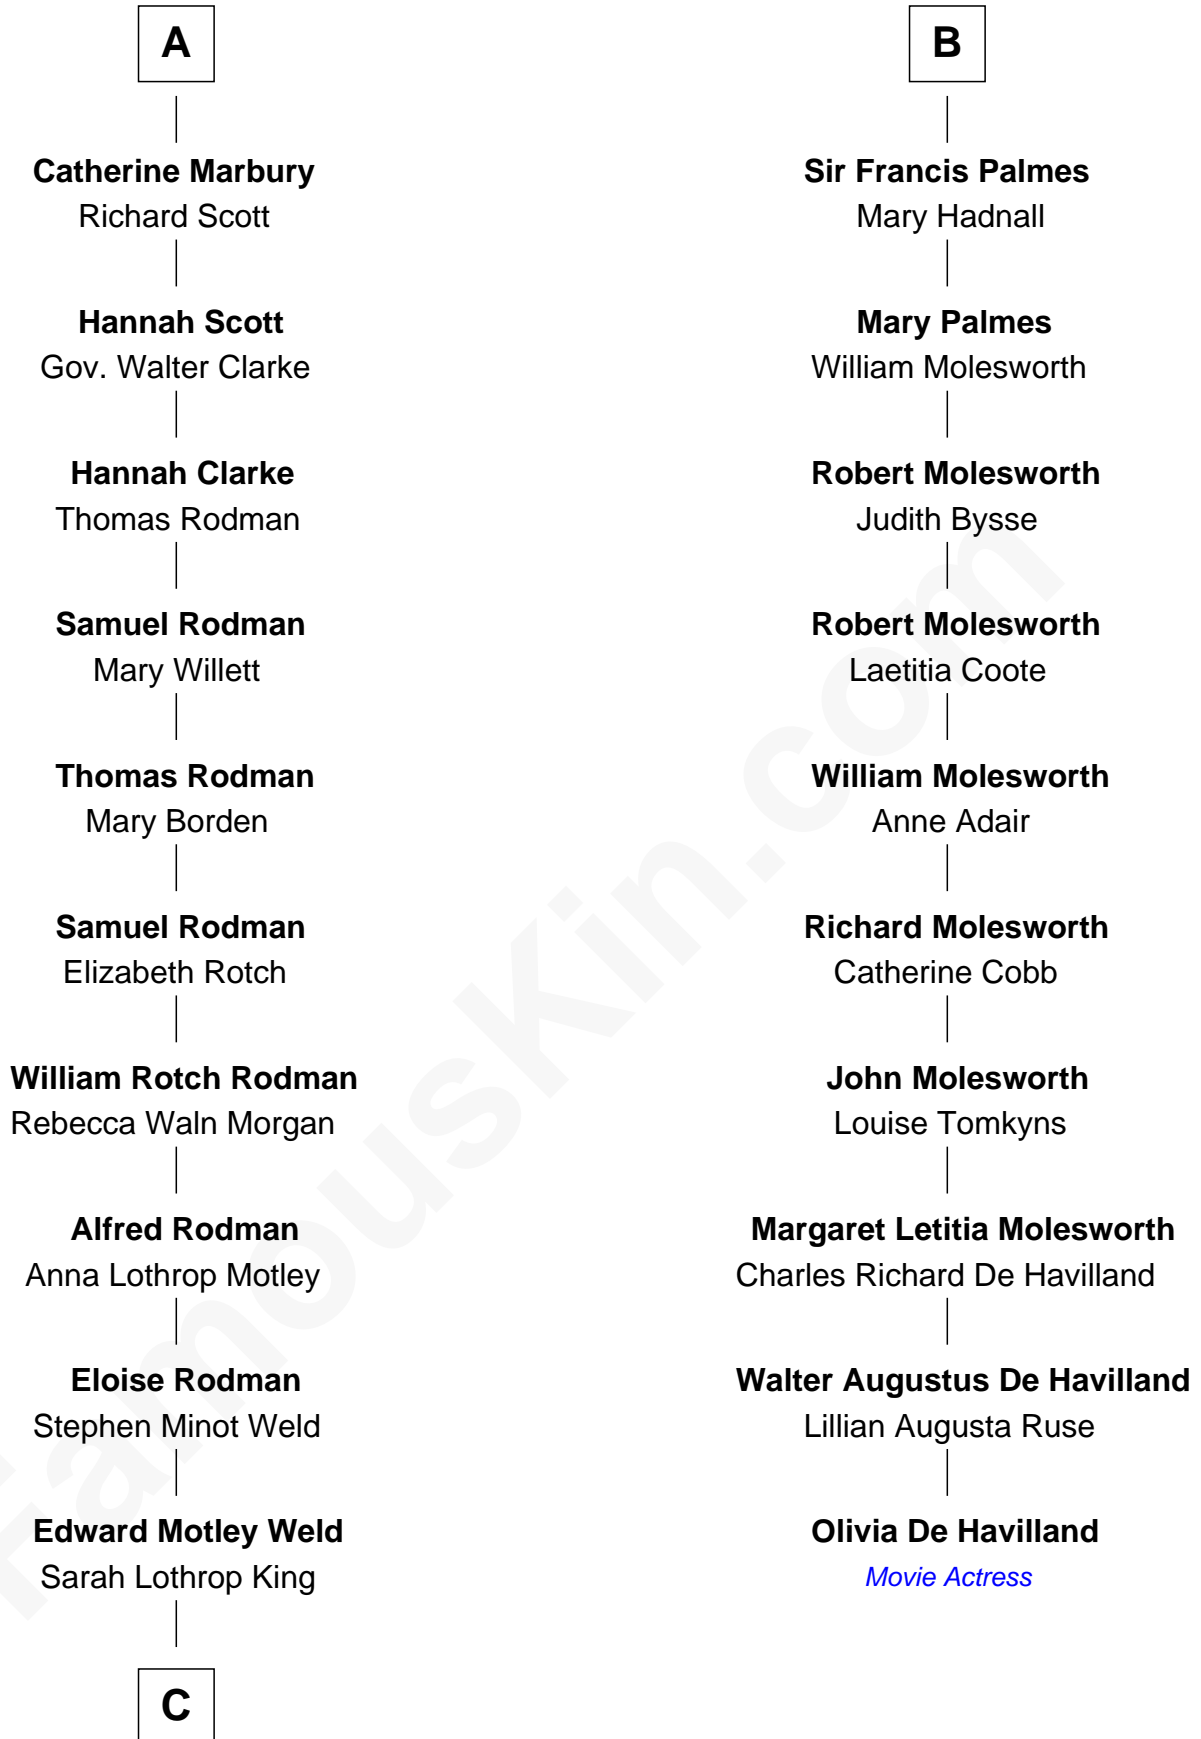 A
Catherine Marbury
Richard Scott
Hannah Scott
Gov. Walter Clarke
Hannah Clarke
Thomas Rodman
Samuel Rodman
Mary Willett
Thomas Rodman
Mary Borden
Samuel Rodman
Elizabeth Rotch
William Rotch Rodman
Rebecca Waln Morgan
Alfred Rodman
Anna Lothrop Motley
Eloise Rodman
Stephen Minot Weld
Edward Motley Weld
Sarah Lothrop King
C
B
Sir Francis Palmes
Mary Hadnall
Mary Palmes
William Molesworth
Robert Molesworth
Judith Bysse
Robert Molesworth
Laetitia Coote
William Molesworth
Anne Adair
Richard Molesworth
Catherine Cobb
John Molesworth
Louise Tomkyns
Margaret Letitia Molesworth
Charles Richard De Havilland
Walter Augustus De Havilland
Lillian Augusta Ruse
Olivia De Havilland
Movie Actress
FamousKin.com